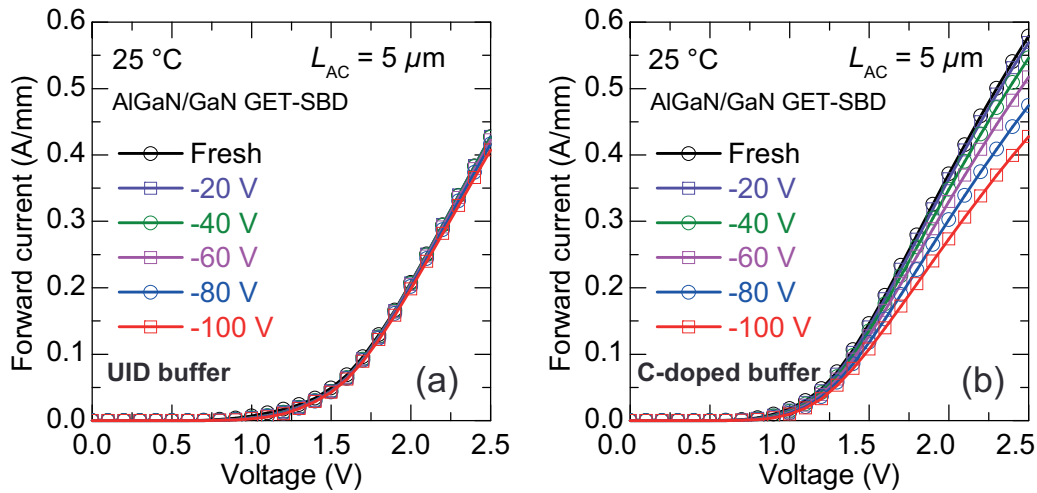 0.6
0.5
0.4
0.3
0.2
0.1
0.0
Forward current (A/mm)
25 °C
L_AC = 5 µm
AlGaN/GaN GET-SBD
Fresh
-20 V
-40 V
-60 V
-80 V
-100 V
UID buffer
(a)
0.0 0.5 1.0 1.5 2.0 2.5
Voltage (V)
0.6
0.5
0.4
0.3
0.2
0.1
0.0
Forward current (A/mm)
25 °C
L_AC = 5 µm
AlGaN/GaN GET-SBD
Fresh
-20 V
-40 V
-60 V
-80 V
-100 V
C-doped buffer
(b)
0.0 0.5 1.0 1.5 2.0 2.5
Voltage (V)